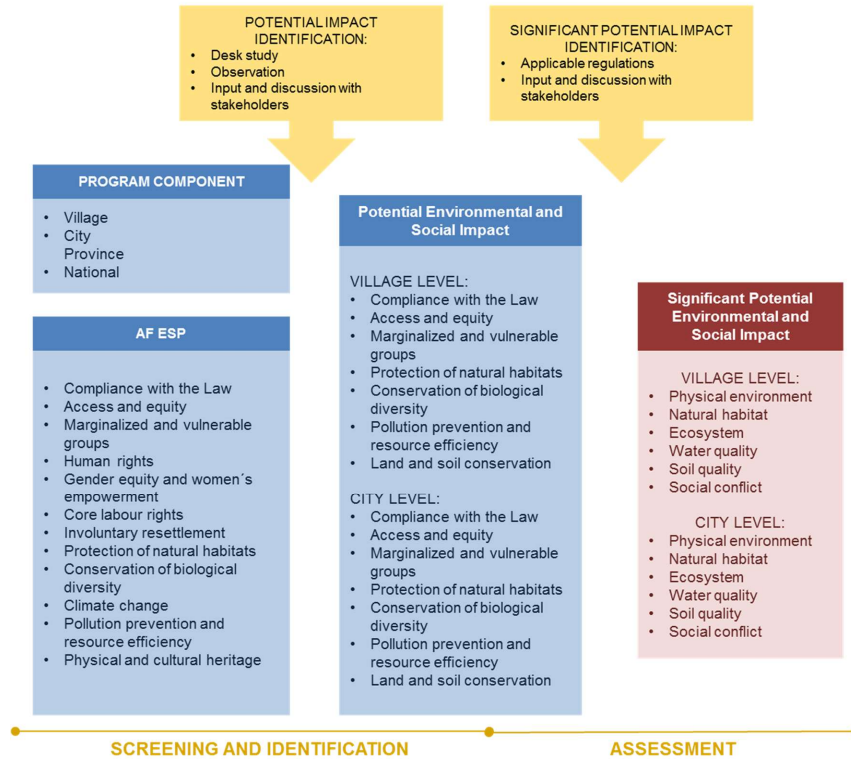 POTENTIAL IMPACT
IDENTIFICATION:
• Desk study
• Observation
• Input and discussion with
stakeholders
SIGNIFICANT POTENTIAL IMPACT
IDENTIFICATION:
• Applicable regulations
• Input and discussion with
stakeholders
PROGRAM COMPONENT
• Village
• City
Province
• National
AF ESP
• Compliance with the Law
• Access and equity
• Marginalized and vulnerable
groups
• Human rights
• Gender equity and women´s
empowerment
• Core labour rights
• Involuntary resettlement
• Protection of natural habitats
• Conservation of biological
diversity
• Climate change
• Pollution prevention and
resource efficiency
• Physical and cultural heritage
Potential Environmental and
Social Impact
VILLAGE LEVEL:
• Compliance with the Law
• Access and equity
• Marginalized and vulnerable
groups
• Protection of natural habitats
• Conservation of biological
diversity
• Pollution prevention and
resource efficiency
• Land and soil conservation
CITY LEVEL:
• Compliance with the Law
• Access and equity
• Marginalized and vulnerable
groups
• Protection of natural habitats
• Conservation of biological
diversity
• Pollution prevention and
resource efficiency
• Land and soil conservation
Significant Potential
Environmental and
Social Impact
VILLAGE LEVEL:
• Physical environment
• Natural habitat
• Ecosystem
• Water quality
• Soil quality
• Social conflict
CITY LEVEL:
• Physical environment
• Natural habitat
• Ecosystem
• Water quality
• Soil quality
• Social conflict
SCREENING AND IDENTIFICATION
ASSESSMENT